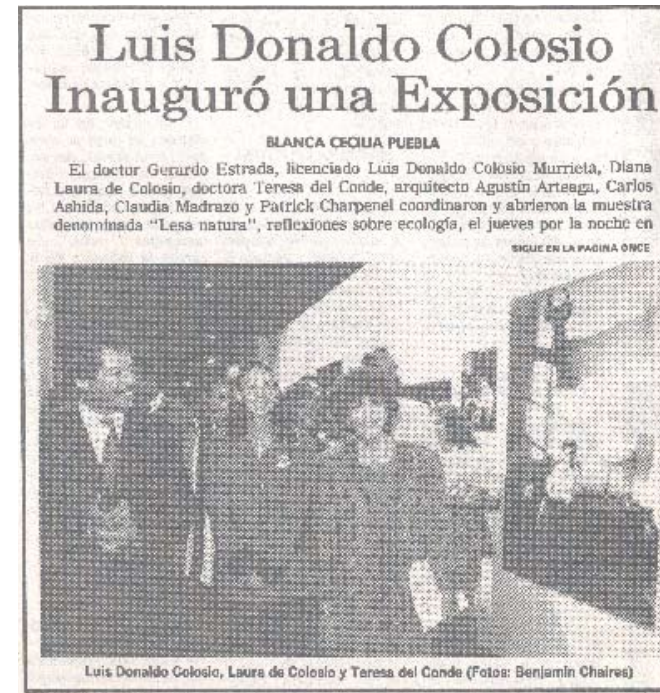 Luis Donaldo Colosio
Inauguró una Exposición
BLANCA CECILIA PUEBLA
El doctor Gerardo Estrada, licenciado Luis Donaldo Colosio Murrieta, Diana
Laura de Colosio, doctora Teresa del Conde, arquitecto Agustín Arteaga, Carlos
Ashida, Claudia Madrazo y Patrick Charpenel coordinaron y abrieron la muestra
denominada "Lesa natura", reflexiones sobre ecología, el jueves por la noche en
SIGUE EN LA PAGINA ONCE
Luis Donaldo Colosio, Laura de Colosio y Teresa del Conde (Fotos: Benjamín Chaires)